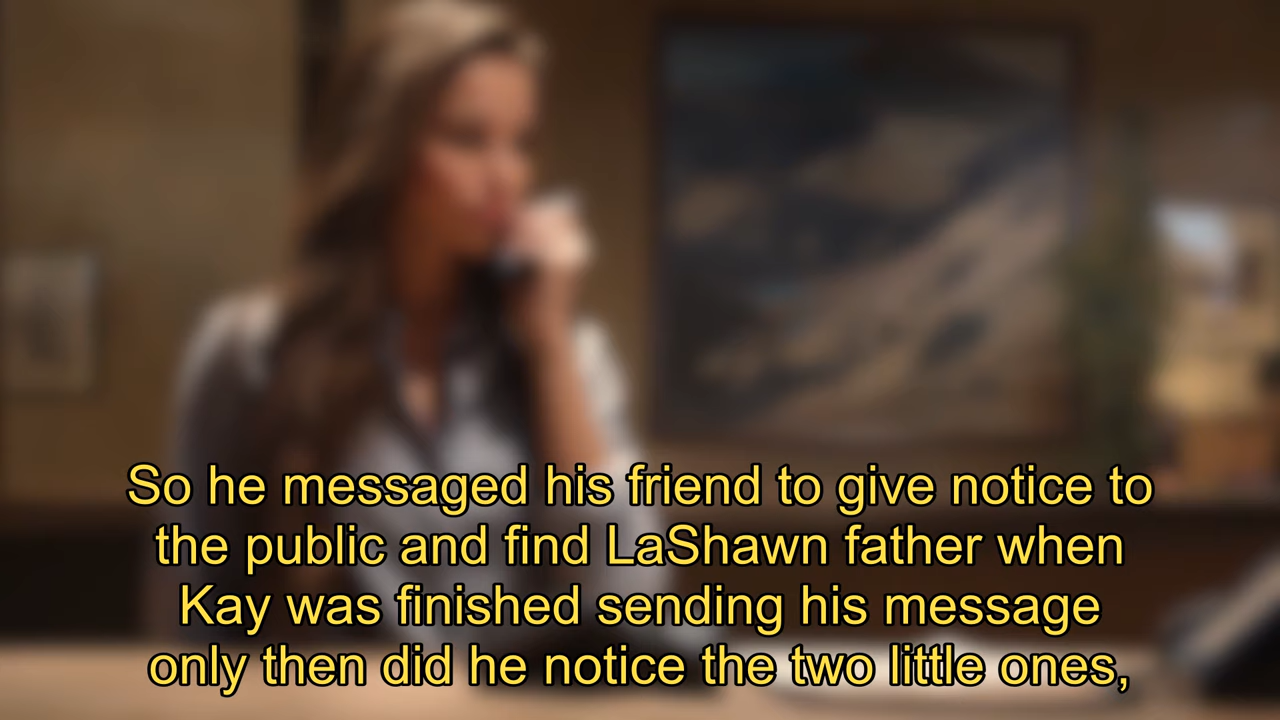 So he messaged his friend to give notice to
the public and find LaShawn father when
Kay was finished sending his message
only then did he notice the two little ones,